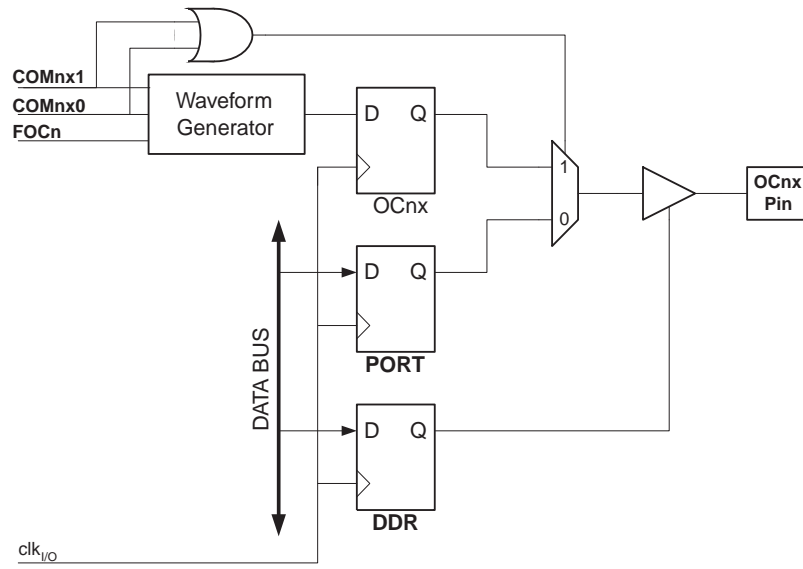 COMnx1
COMnx0
FOCn
Waveform
Generator
D Q
OCnx
1
0
OCnx
Pin
D Q
PORT
DATA BUS
D Q
DDR
clkI/O